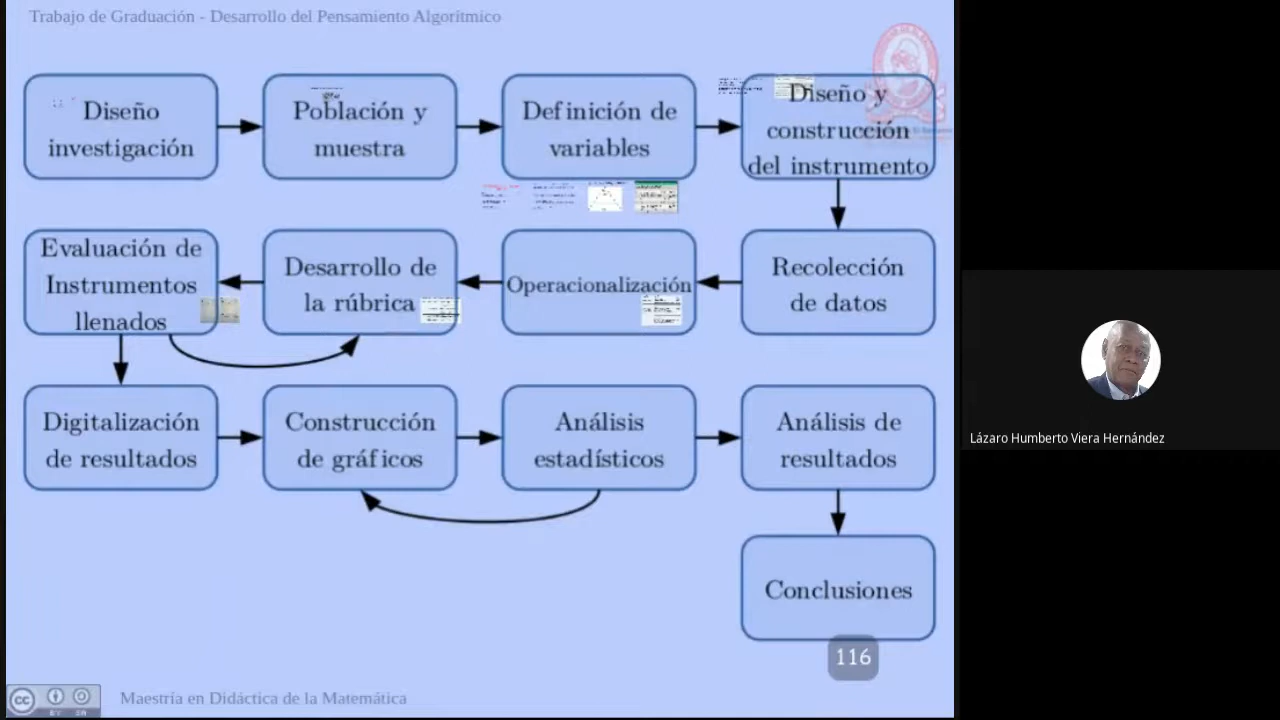 Trabajo de Graduación - Desarrollo del Pensamiento Algorítmico
Diseño
investigación
Población y
muestra
Definición de
variables
Diseño y
construcción
del instrumento
Evaluación de
Instrumentos
llenados
Desarrollo de
la rúbrica
Operacionalización
Recolección
de datos
Digitalización
de resultados
Construcción
de gráficos
Análisis
estadísticos
Análisis de
resultados
Conclusiones
116
Lázaro Humberto Viera Hernández
cc
Maestría en Didáctica de la Matemática